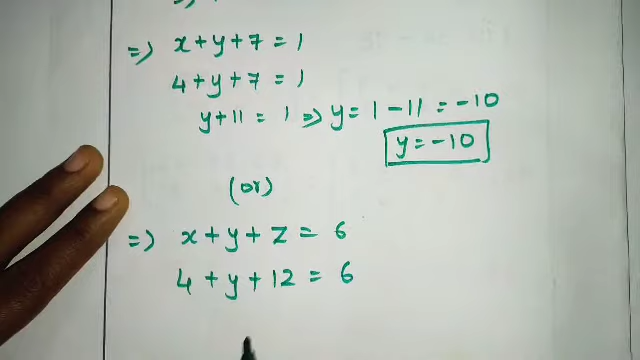 =) x + y + 7 = 1
4 + y + 7 = 1
y + 11 = 1 => y = 1 - 11 = -10
y = -10
(or)
=) x + y + z = 6
4 + y + 12 = 6